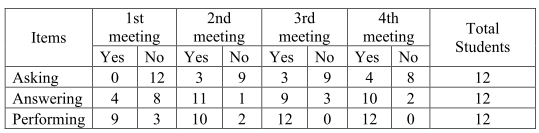 Items 1st meeting 2nd meeting 3rd meeting 4th meeting Total Students
Yes No Yes No Yes No Yes No
Asking 0 12 3 9 3 9 4 8 12
Answering 4 8 11 1 9 3 10 2 12
Performing 9 3 10 2 12 0 12 0 12